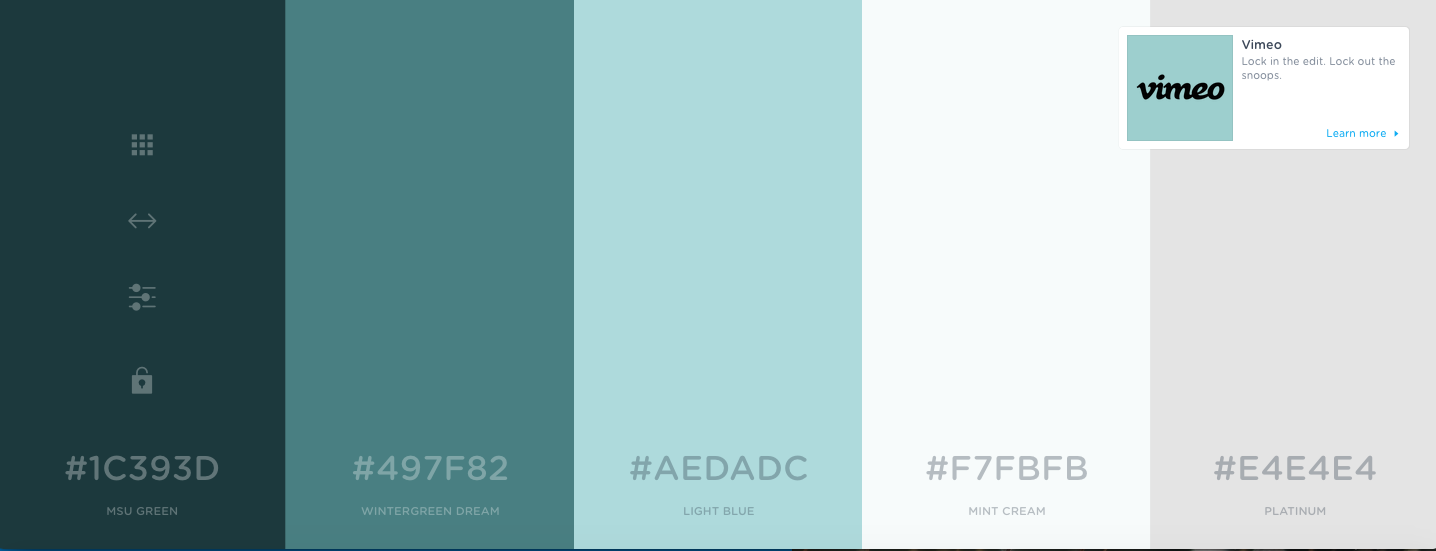 vimeo
Vimeo
Lock in the edit. Lock out the
snoops.
Learn more
#1C393D
MSU GREEN
#497F82
WINTERGREEN DREAM
#AEDADC
LIGHT BLUE
#F7FBFB
MINT CREAM
#E4E4E4
PLATINUM